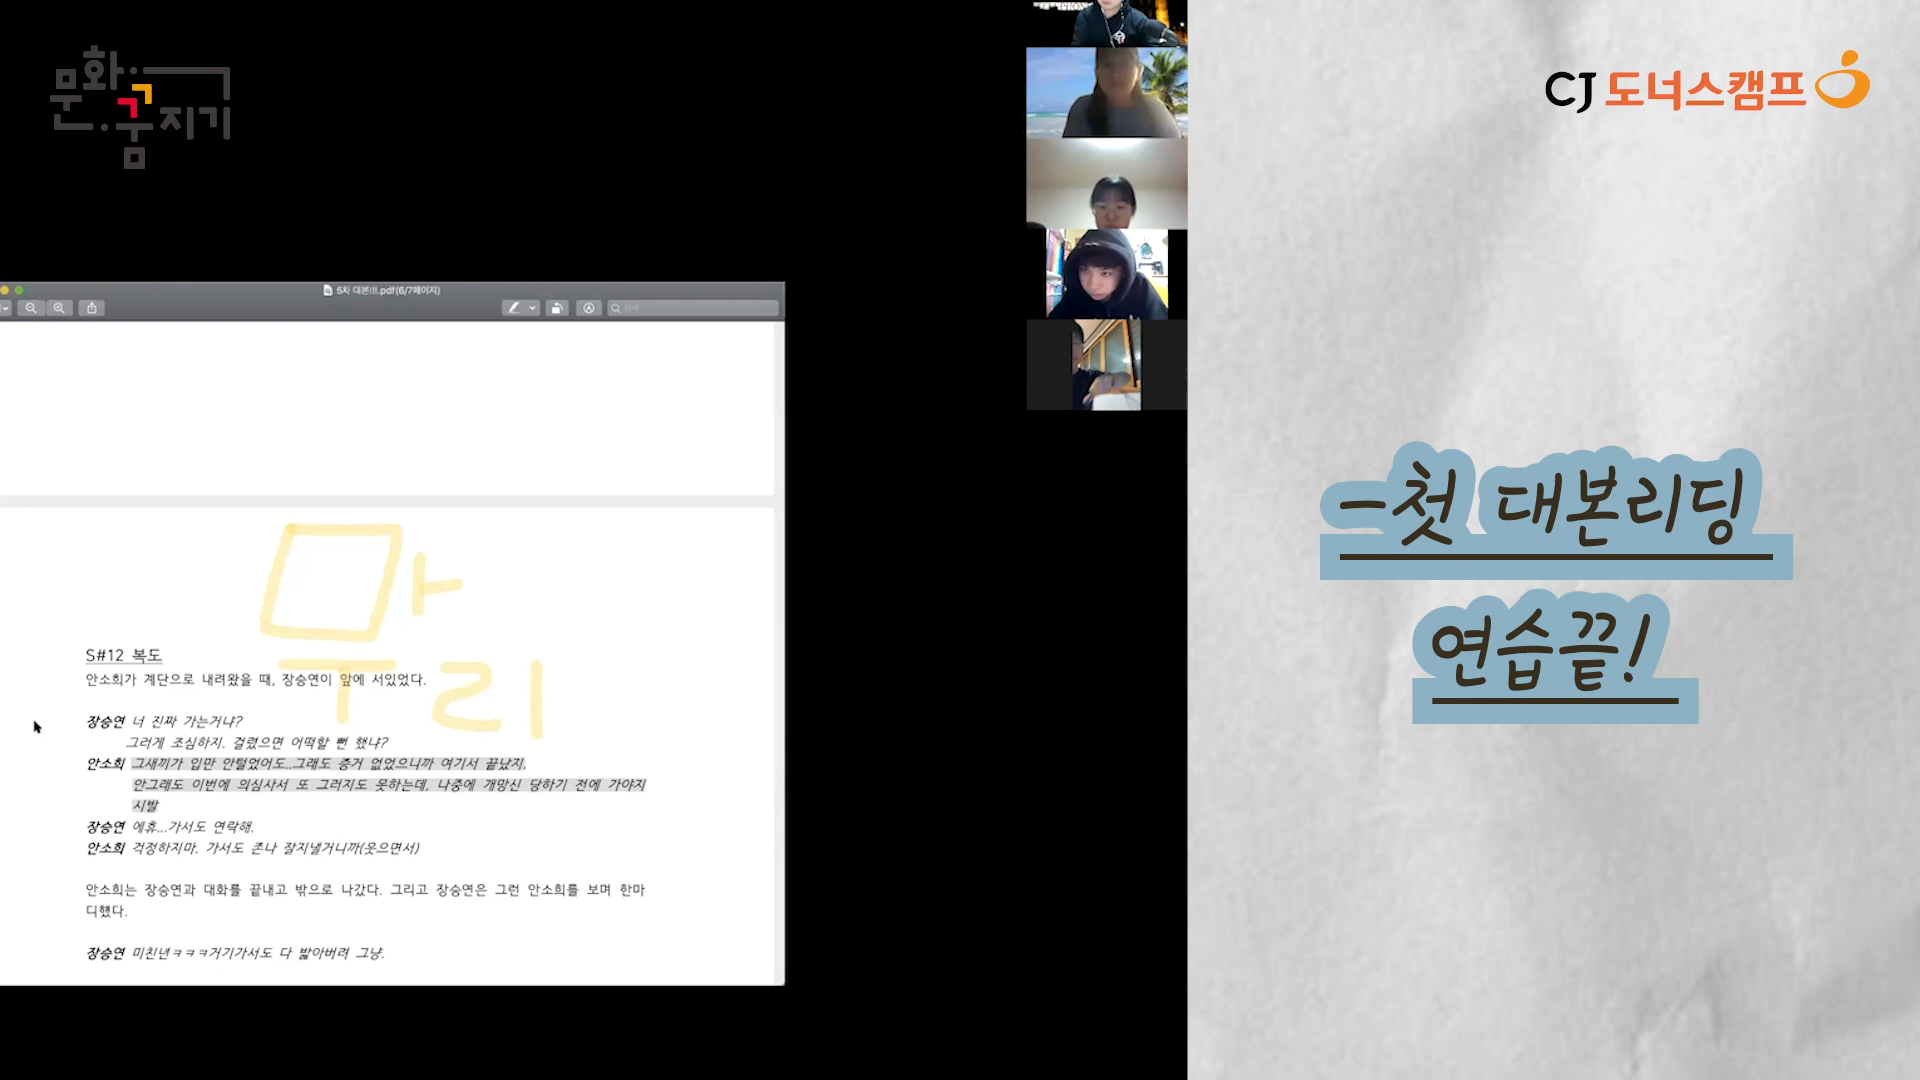 문화꿈지기
CJ 도너스캠프
5차 대본!!!.pdf(6/7페이지)
검색
마
무리
S#12 복도
안소희가 계단으로 내려왔을 때, 장승연이 앞에 서있었다.
장승연 너 진짜 가는거냐?
그러게 조심하지. 걸렸으면 어떡할 뻔 했냐?
안소희 그새끼가 입만 안털었어도...그래도 증거 없었으니까 여기서 끝났지.
안그래도 이번에 의심사서 또 그러지도 못하는데, 나중에 개망신 당하기 전에 가야지
시발
장승연 에휴...가서도 연락해.
안소희 걱정하지마. 가서도 존나 잘지낼거니까(웃으면서)
안소희는 장승연과 대화를 끝내고 밖으로 나갔다. 그리고 장승연은 그런 안소희를 보며 한마
디했다.
장승연 미친년ㅋㅋㅋ거기가서도 다 밟아버려 그냥.
-첫 대본리딩
연습끝!